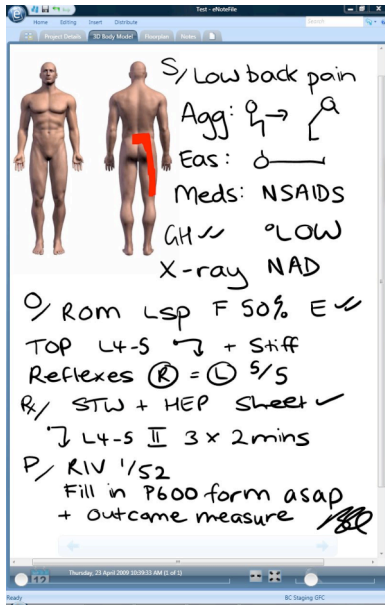 Test - eNoteFile
Home Editing Insert Distribute
Search
Project Details 3D Body Model Floorplan Notes
S/ Low back pain
Agg:
Eas:
Meds: NSAIDS
GH ✓✓ °LOW
X-ray NAD
O/ Rom LSP F 50% E ✓✓
TOP L4-5 + Stiff
Reflexes R = L 5/5
Rx/ STW + HEP Sheet ✓
L4-5 II 3 x 2 mins
P/ RIV 1/52
Fill in P600 form asap
+ outcome measure
12
Thursday, 23 April 2009 10:39:33 AM (1 of 1)
Ready BC Staging GFC